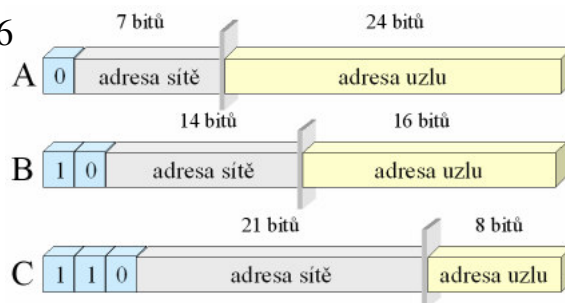 6
7 bitů 24 bitů
A 0 adresa sítě adresa uzlu
14 bitů 16 bitů
B 1 0 adresa sítě adresa uzlu
21 bitů 8 bitů
C 1 1 0 adresa sítě adresa uzlu